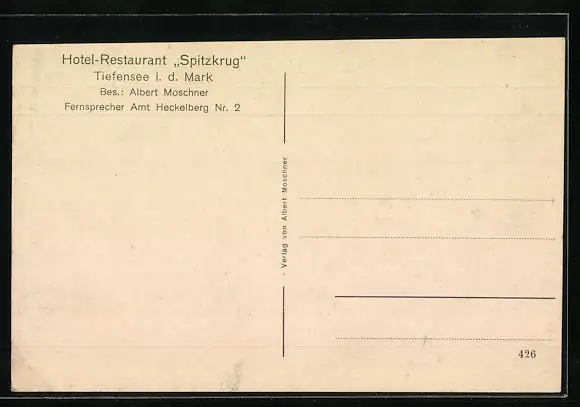 Hotel-Restaurant „Spitzkrug“
Tiefensee i. d. Mark
Bes.: Albert Moschner
Fernsprecher Amt Heckelberg Nr. 2
Verlag von Albert Moschner
426